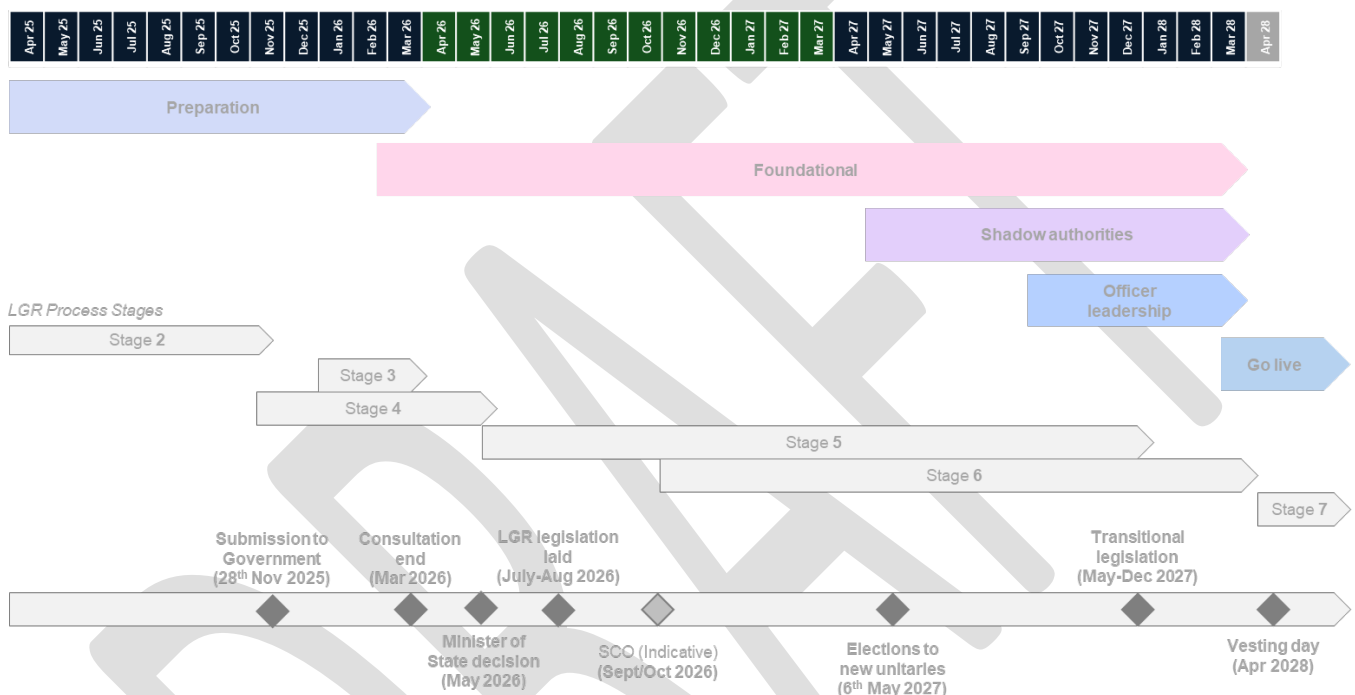 Apr 25 May 25 Jun 25 Jul 25 Aug 25 Sep 25 Oct 25 Nov 25 Dec 25 Jan 26 Feb 26 Mar 26 Apr 26 May 26 Jun 26 Jul 26 Aug 26 Sep 26 Oct 26 Nov 26 Dec 26 Jan 27 Feb 27 Mar 27 Apr 27 May 27 Jun 27 Jul 27 Aug 27 Sep 27 Oct 27 Nov 27 Dec 27 Jan 28 Feb 28 Mar 28 Apr 28
Preparation
Foundational
Shadow authorities
Officer
leadership
Go live
LGR Process Stages
Stage 2
Stage 3
Stage 4
Stage 5
Stage 6
Stage 7
Submission to
Government
(28th Nov 2025)
Consultation
end
(Mar 2026)
LGR legislation
laid
(July-Aug 2026)
Transitional
legislation
(May-Dec 2027)
Minister of
State decision
(May 2026)
SCO (Indicative)
(Sept/Oct 2026)
Elections to
new unitaries
(6th May 2027)
Vesting day
(Apr 2028)
DRAFT